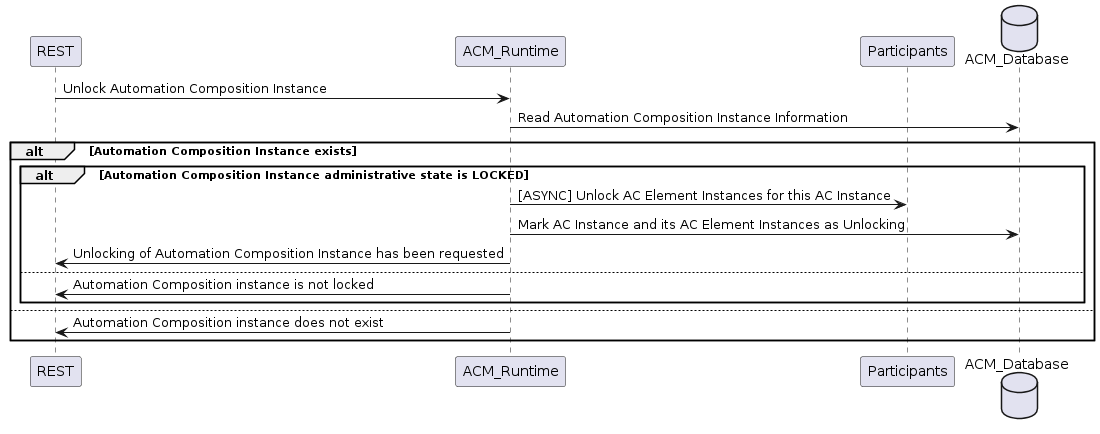 ACM_Database
REST
ACM_Runtime
Participants
Unlock Automation Composition Instance
Read Automation Composition Instance Information
alt
[Automation Composition Instance exists]
alt
[Automation Composition Instance administrative state is LOCKED]
[ASYNC] Unlock AC Element Instances for this AC Instance
Mark AC Instance and its AC Element Instances as Unlocking
Unlocking of Automation Composition Instance has been requested
Automation Composition instance is not locked
Automation Composition instance does not exist
REST
ACM_Runtime
Participants
ACM_Database